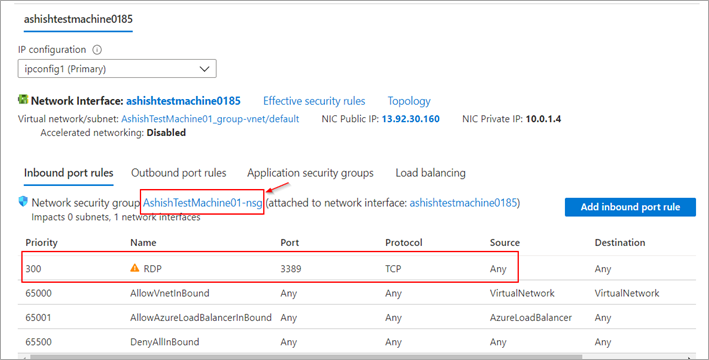 ashishtestmachine0185
IP configuration
ipconfig1 (Primary)
Network Interface: ashishtestmachine0185 Effective security rules Topology
Virtual network/subnet: AshishTestMachine01_group-vnet/default NIC Public IP: 13.92.30.160 NIC Private IP: 10.0.1.4
Accelerated networking: Disabled
Inbound port rules Outbound port rules Application security groups Load balancing
Network security group AshishTestMachine01-nsg (attached to network interface: ashishtestmachine0185)
Impacts 0 subnets, 1 network interfaces
Add inbound port rule
Priority Name Port Protocol Source Destination
300 RDP 3389 TCP Any Any
65000 AllowVnetInBound Any Any VirtualNetwork VirtualNetwork
65001 AllowAzureLoadBalancerInBound Any Any AzureLoadBalancer Any
65500 DenyAllInBound Any Any Any Any